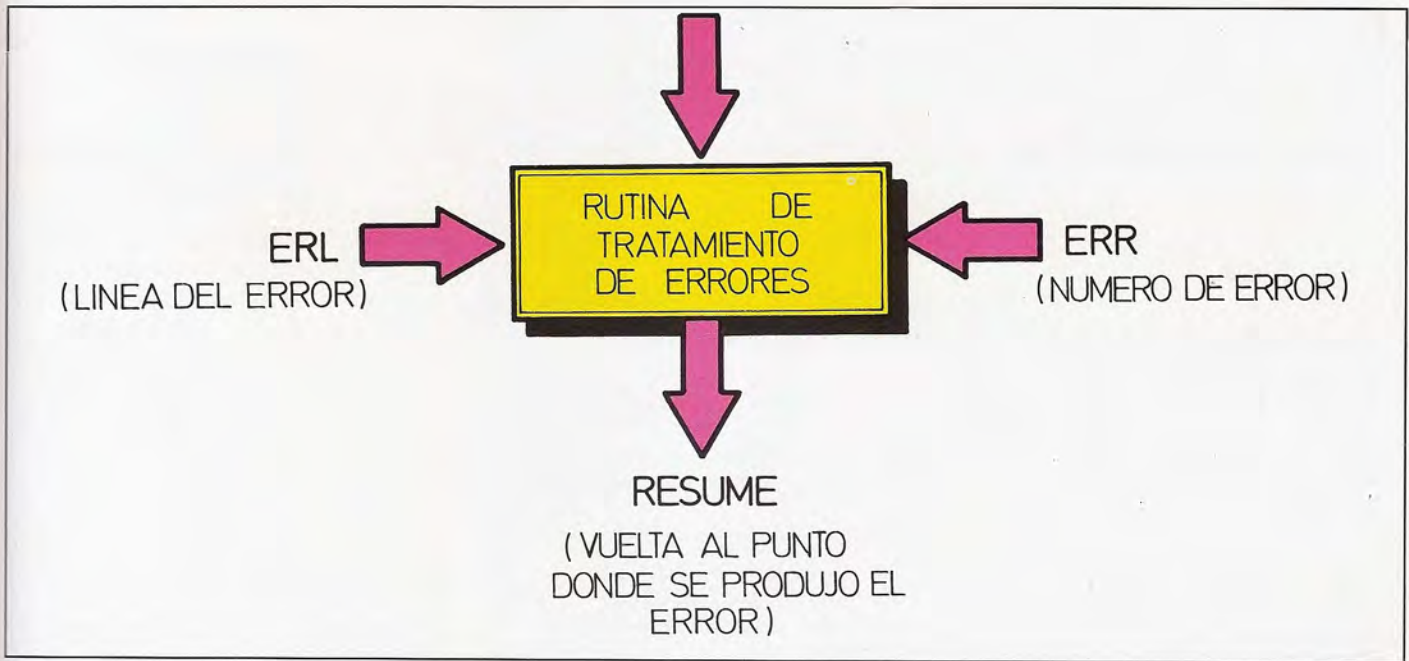 RUTINA DE
TRATAMIENTO
DE ERRORES
ERL
(LINEA DEL ERROR)
ERR
(NUMERO DE ERROR)
RESUME
(VUELTA AL PUNTO
DONDE SE PRODUJO EL
ERROR)